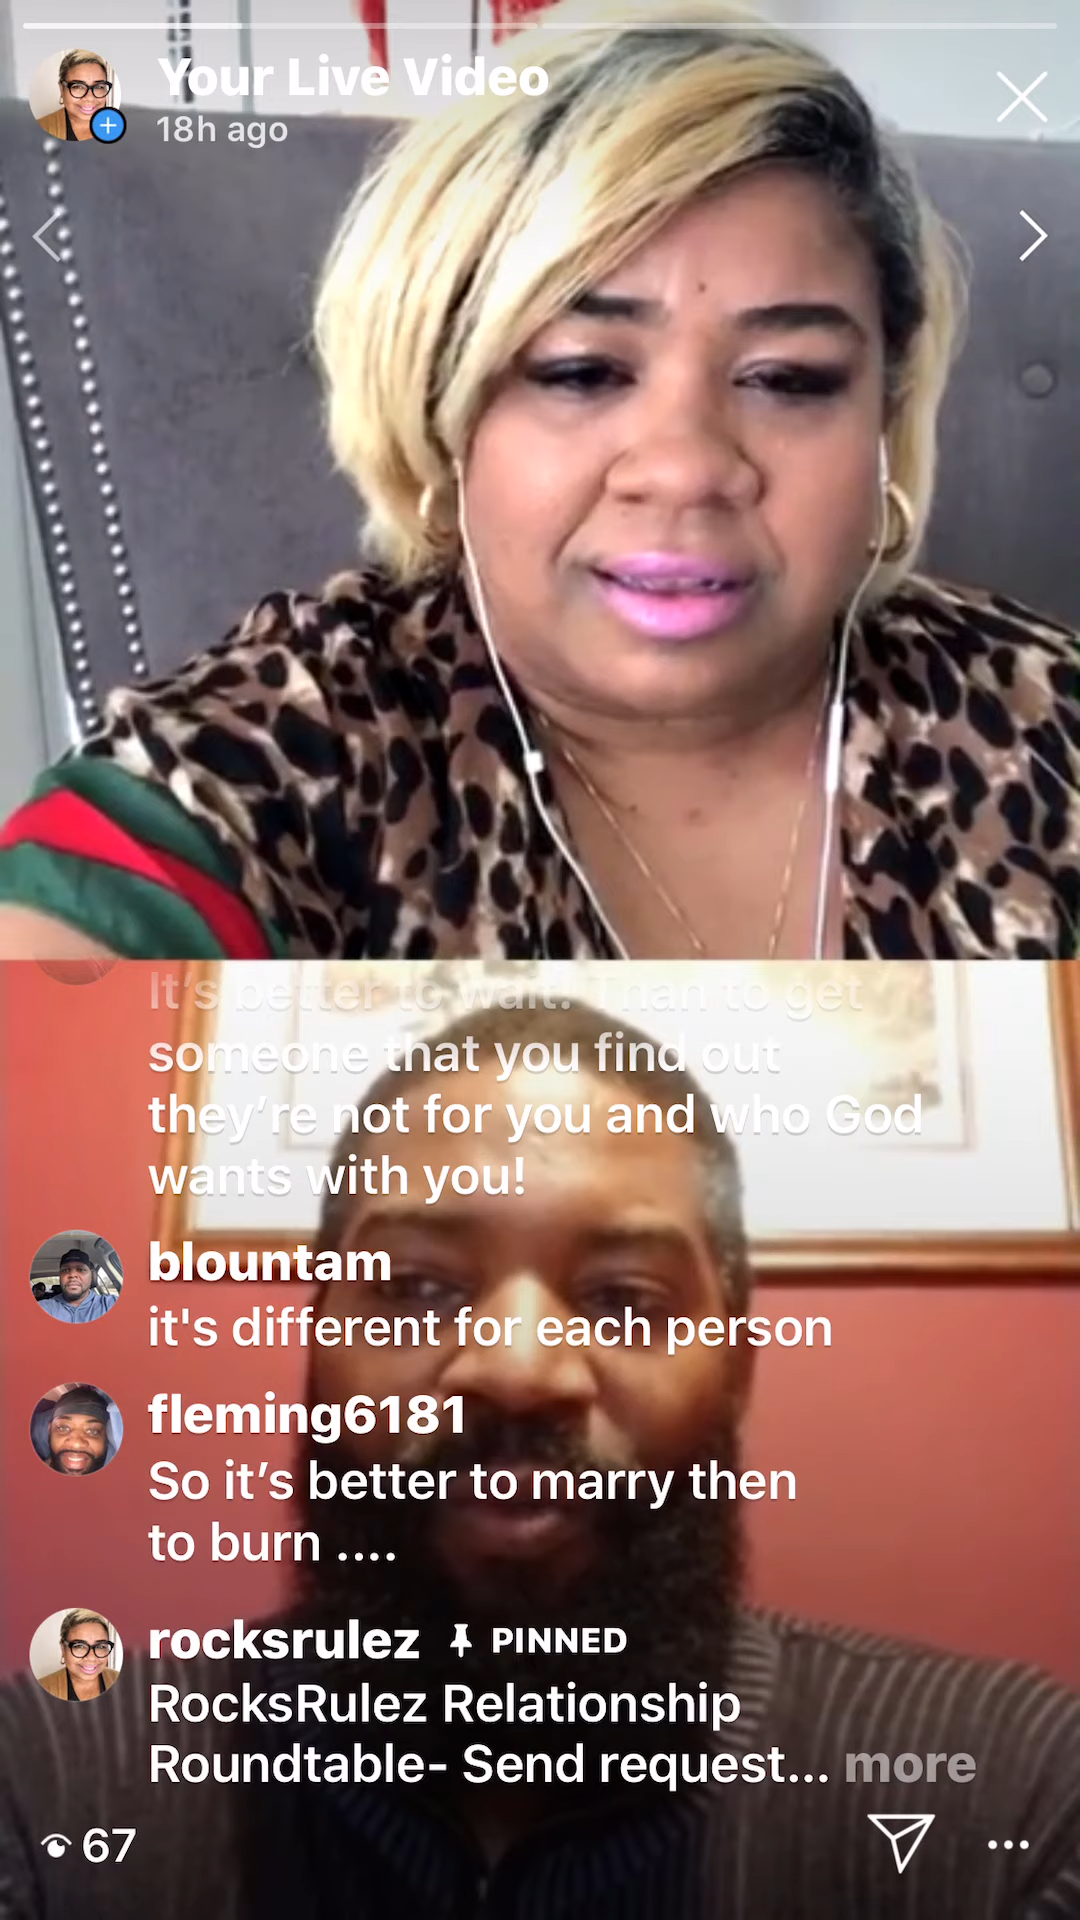 Your Live Video
18h ago
It's better to wait! Than to get
someone that you find out
they're not for you and who God
wants with you!
blountam
it's different for each person
fleming6181
So it's better to marry then
to burn ....
rocksrulez PINNED
RocksRulez Relationship
Roundtable- Send request... more
67